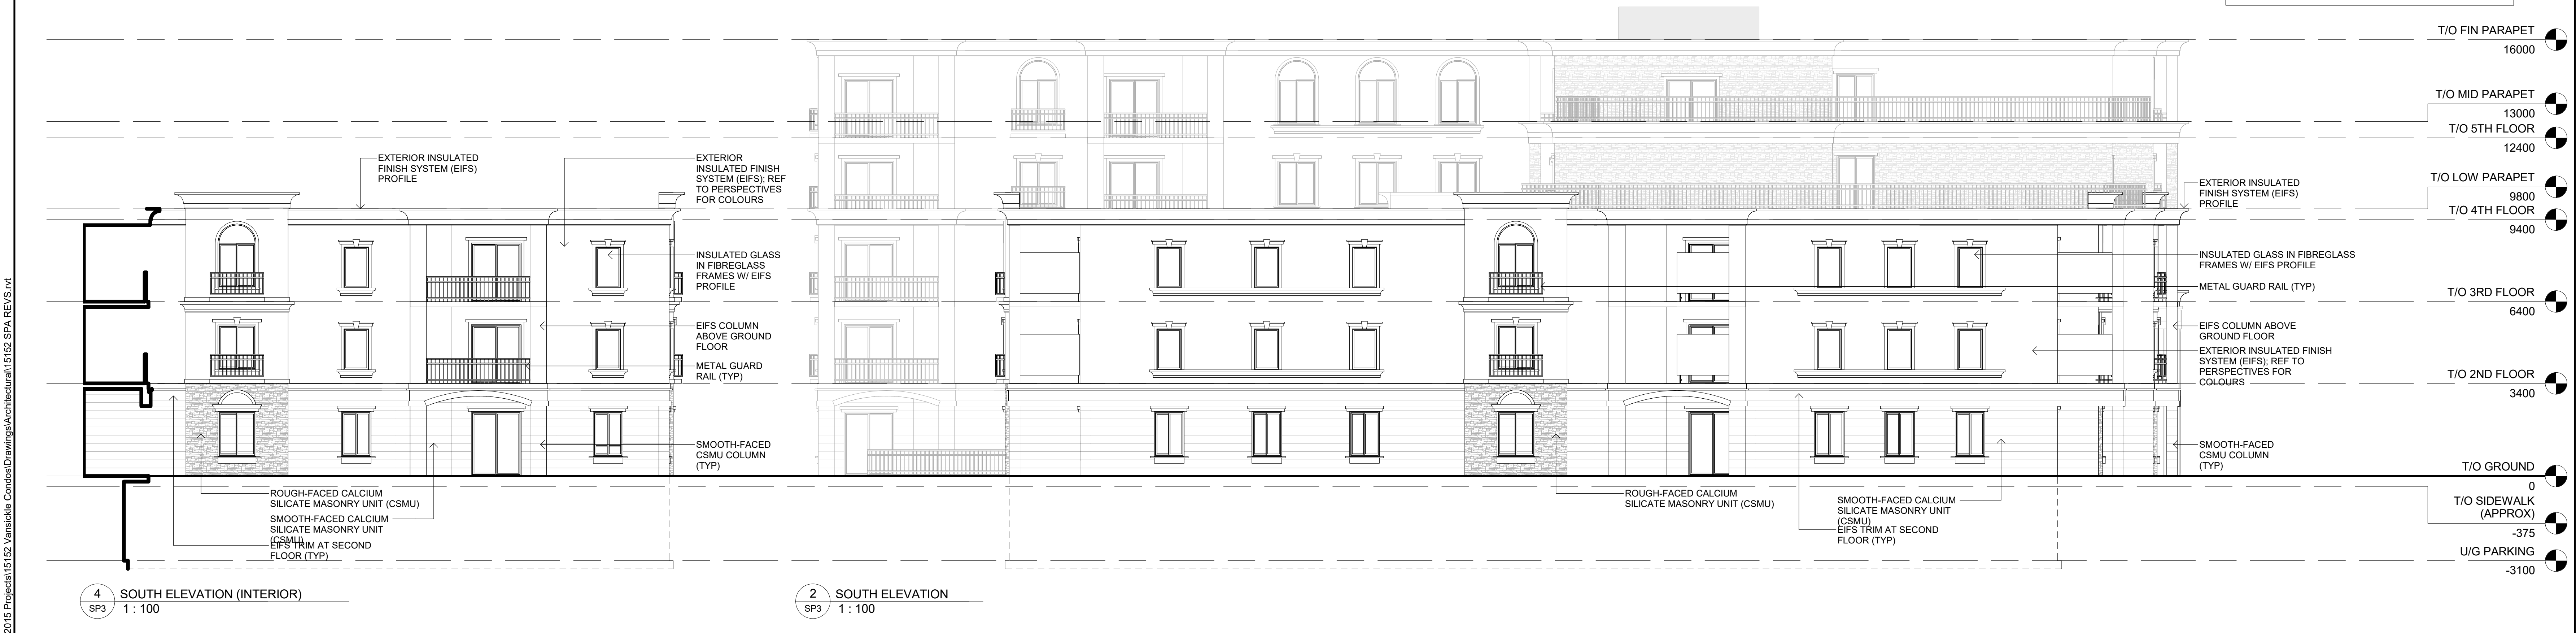 2015 Projects\15152 Vansickle Condos\Drawings\Architectural\15152 SPA REVS.rvt
EXTERIOR INSULATED
FINISH SYSTEM (EIFS)
PROFILE
EXTERIOR
INSULATED FINISH
SYSTEM (EIFS); REF
TO PERSPECTIVES
FOR COLOURS
INSULATED GLASS
IN FIBREGLASS
FRAMES W/ EIFS
PROFILE
EIFS COLUMN
ABOVE GROUND
FLOOR
METAL GUARD
RAIL (TYP)
SMOOTH-FACED
CSMU COLUMN
(TYP)
ROUGH-FACED CALCIUM
SILICATE MASONRY UNIT (CSMU)
SMOOTH-FACED CALCIUM
SILICATE MASONRY UNIT
(CSMU)
EIFS TRIM AT SECOND
FLOOR (TYP)
4
SP3
SOUTH ELEVATION (INTERIOR)
1 : 100
ROUGH-FACED CALCIUM
SILICATE MASONRY UNIT (CSMU)
SMOOTH-FACED CALCIUM
SILICATE MASONRY UNIT
(CSMU)
EIFS TRIM AT SECOND
FLOOR (TYP)
2
SP3
SOUTH ELEVATION
1 : 100
EXTERIOR INSULATED
FINISH SYSTEM (EIFS)
PROFILE
INSULATED GLASS IN FIBREGLASS
FRAMES W/ EIFS PROFILE
METAL GUARD RAIL (TYP)
EIFS COLUMN ABOVE
GROUND FLOOR
EXTERIOR INSULATED FINISH
SYSTEM (EIFS); REF TO
PERSPECTIVES FOR
COLOURS
SMOOTH-FACED
CSMU COLUMN
(TYP)
T/O FIN PARAPET
16000
T/O MID PARAPET
13000
T/O 5TH FLOOR
12400
T/O LOW PARAPET
9800
T/O 4TH FLOOR
9400
T/O 3RD FLOOR
6400
T/O 2ND FLOOR
3400
T/O GROUND
0
T/O SIDEWALK
(APPROX)
-375
U/G PARKING
-3100